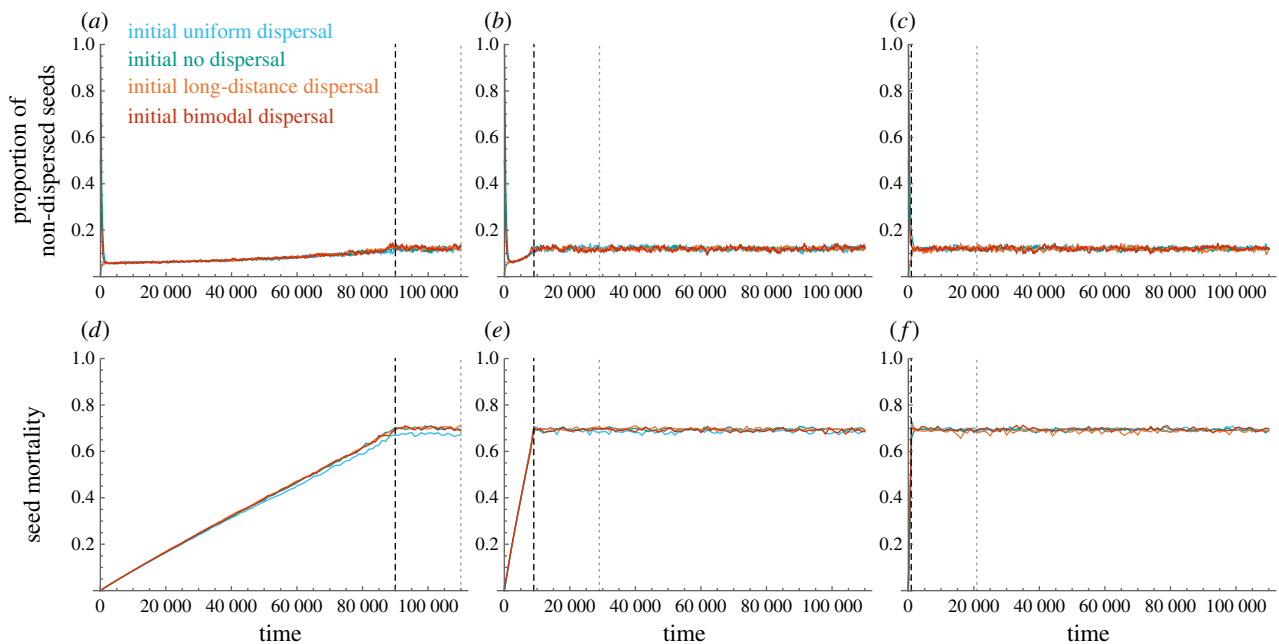 (a)
initial uniform dispersal
initial no dispersal
initial long-distance dispersal
initial bimodal dispersal
(b)
(c)
proportion of
non-dispersed seeds
1.0
0.8
0.6
0.4
0.2
0 20 000 40 000 60 000 80 000 100 000
1.0
0.8
0.6
0.4
0.2
0 20 000 40 000 60 000 80 000 100 000
1.0
0.8
0.6
0.4
0.2
0 20 000 40 000 60 000 80 000 100 000
(d)
(e)
(f)
seed mortality
1.0
0.8
0.6
0.4
0.2
0 20 000 40 000 60 000 80 000 100 000
time
1.0
0.8
0.6
0.4
0.2
0 20 000 40 000 60 000 80 000 100 000
time
1.0
0.8
0.6
0.4
0.2
0 20 000 40 000 60 000 80 000 100 000
time